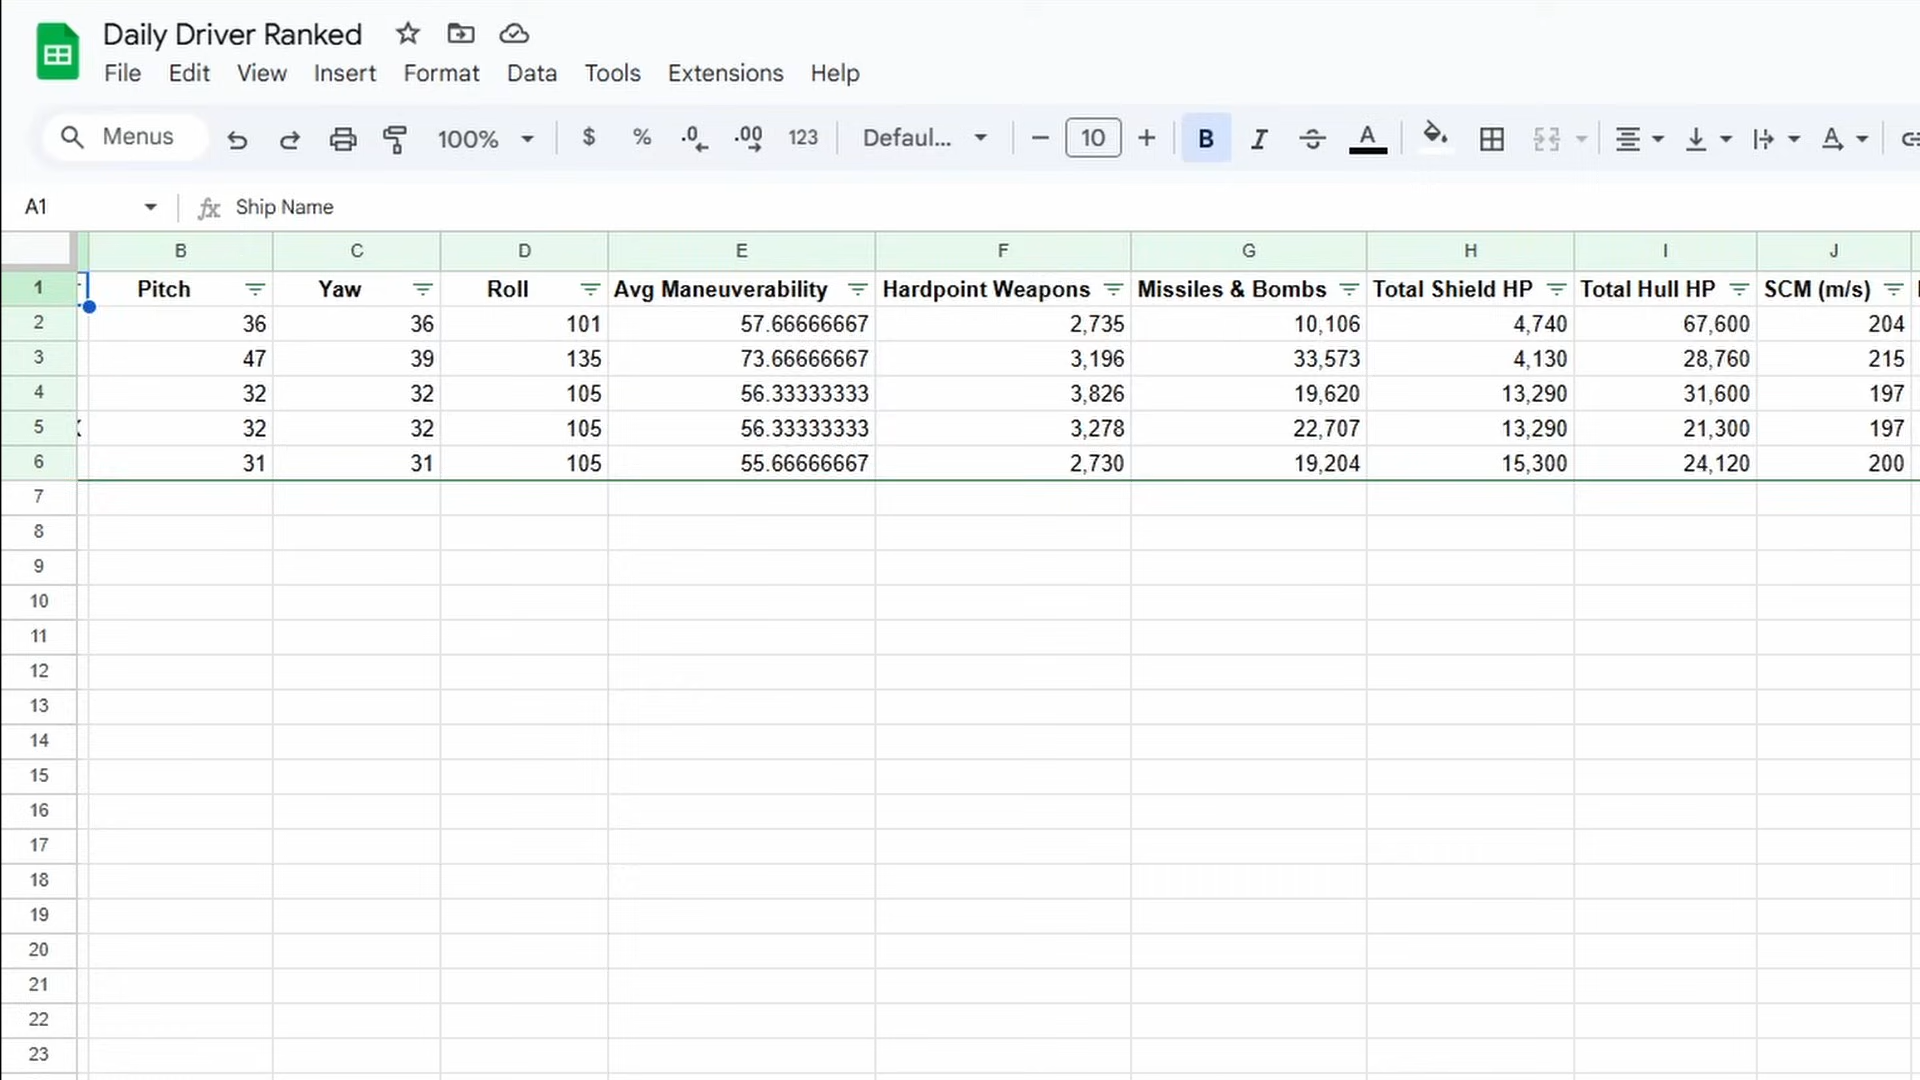 Daily Driver Ranked
File Edit View Insert Format Data Tools Extensions Help
Menus 100% $ % .0 .00 123 Defaul... 10 B I A A
A1 fx Ship Name
B C D E F G H I J
1 Pitch Yaw Roll Avg Maneuverability Hardpoint Weapons Missiles & Bombs Total Shield HP Total Hull HP SCM (m/s)
2 36 36 101 57.66666667 2,735 10,106 4,740 67,600 204
3 47 39 135 73.66666667 3,196 33,573 4,130 28,760 215
4 32 32 105 56.33333333 3,826 19,620 13,290 31,600 197
5 32 32 105 56.33333333 3,278 22,707 13,290 21,300 197
6 31 31 105 55.66666667 2,730 19,204 15,300 24,120 200
7
8
9
10
11
12
13
14
15
16
17
18
19
20
21
22
23